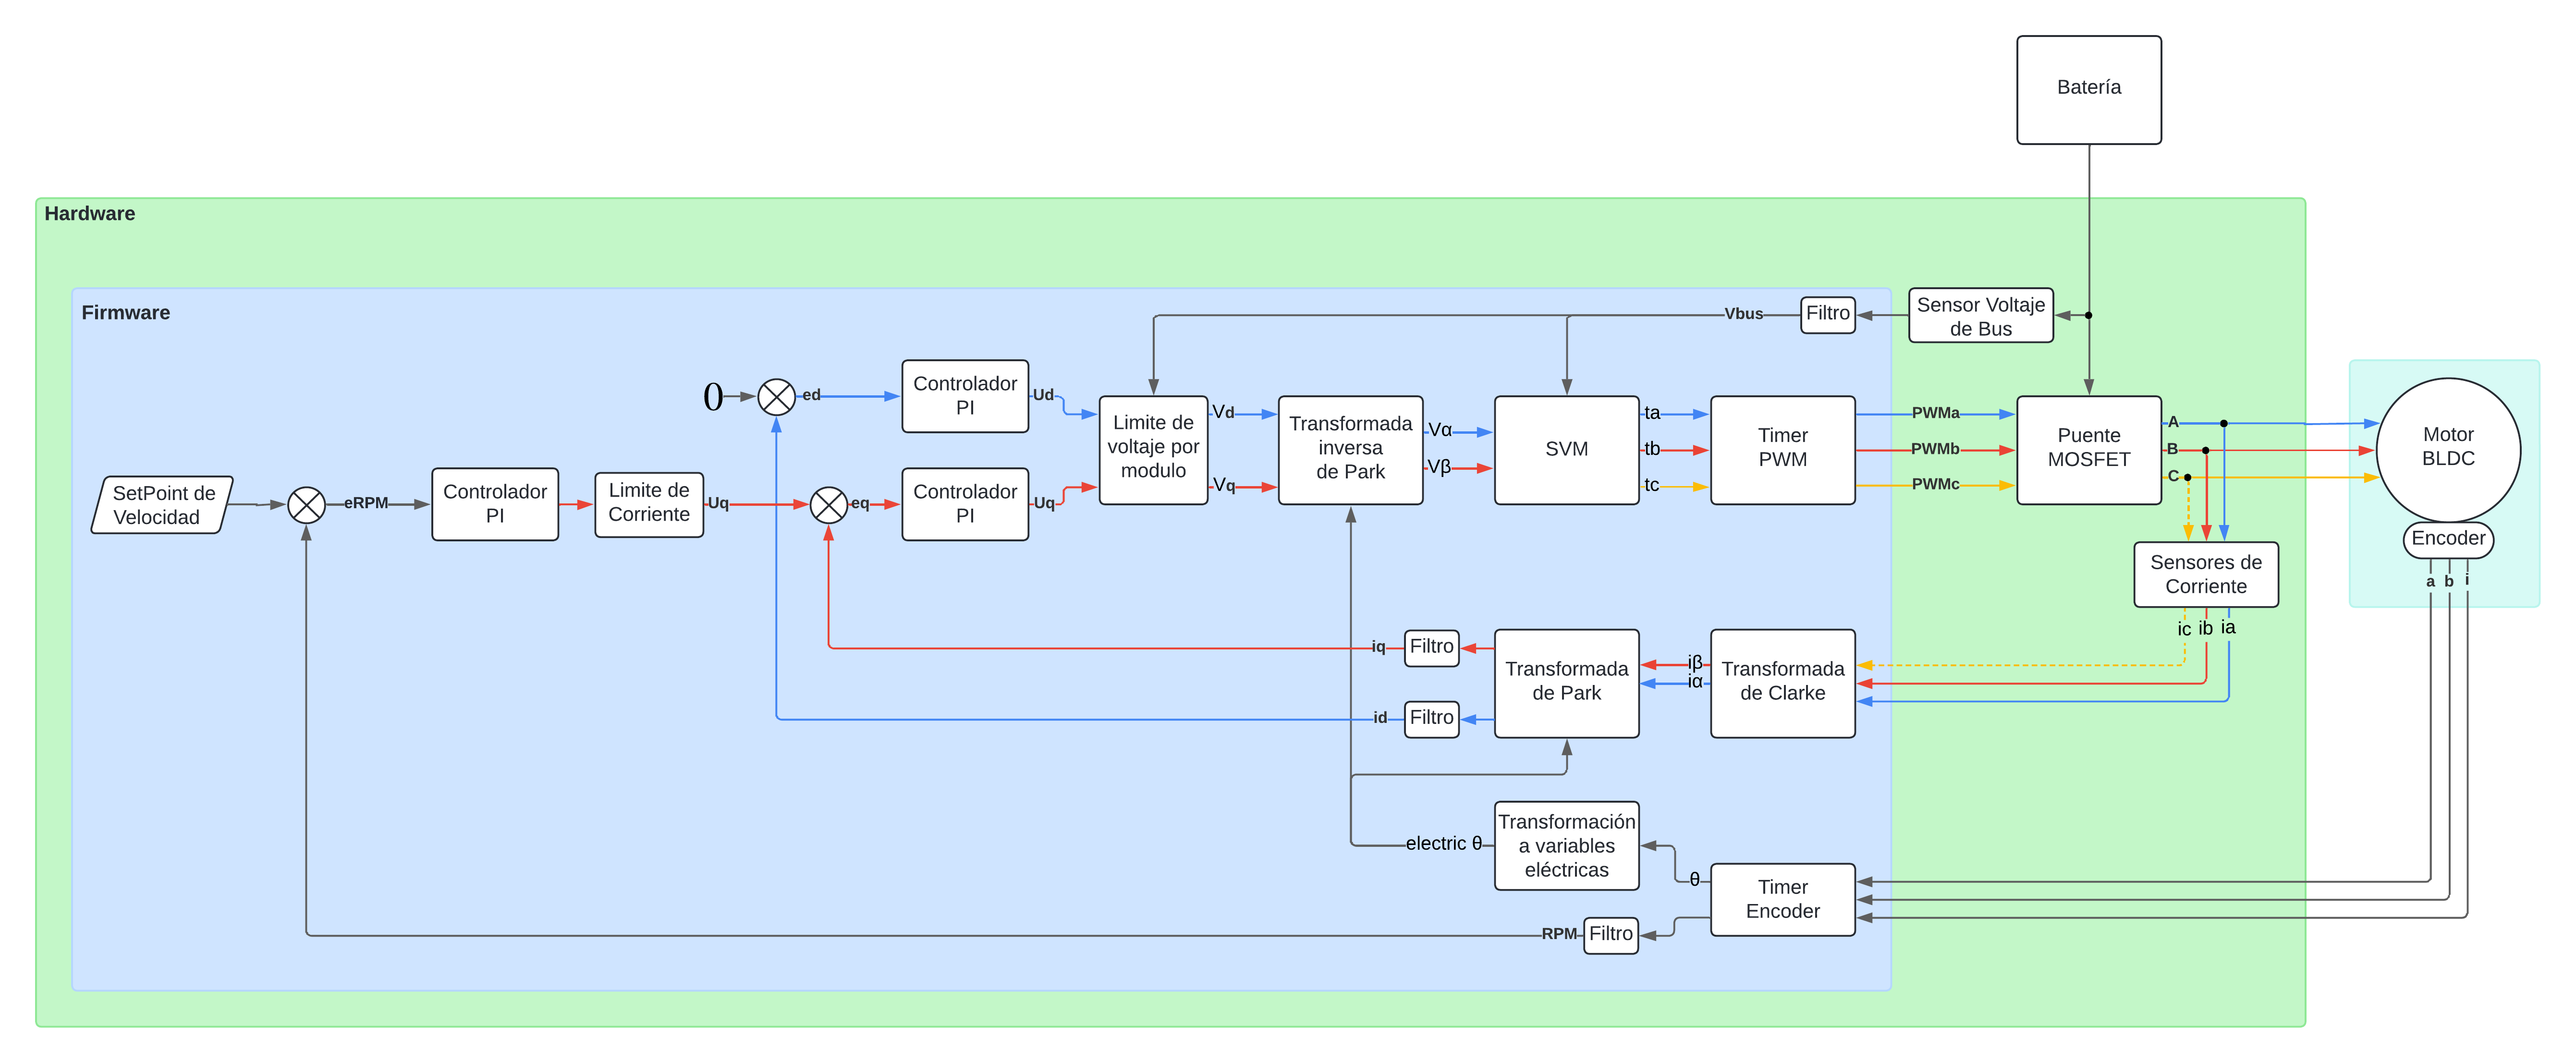 Batería
Hardware
Firmware
Sensor Voltaje
de Bus
Filtro
Vbus
0
ed
Controlador
PI
Ud
Limite de
voltaje por
modulo
Vd
Vq
Transformada
inversa
de Park
Vα
Vβ
SVM
ta
tb
tc
Timer
PWM
PWMa
PWMb
PWMc
Puente
MOSFET
A
B
C
Motor
BLDC
Encoder
a b i
SetPoint de
Velocidad
eRPM
Controlador
PI
Limite de
Corriente
Uq
eq
Controlador
PI
Uq
Sensores de
Corriente
ic ib ia
iq
Filtro
id
Filtro
Transformada
de Park
iβ
iα
Transformada
de Clarke
electric θ
Transformación
a variables
eléctricas
θ
Timer
Encoder
RPM
Filtro